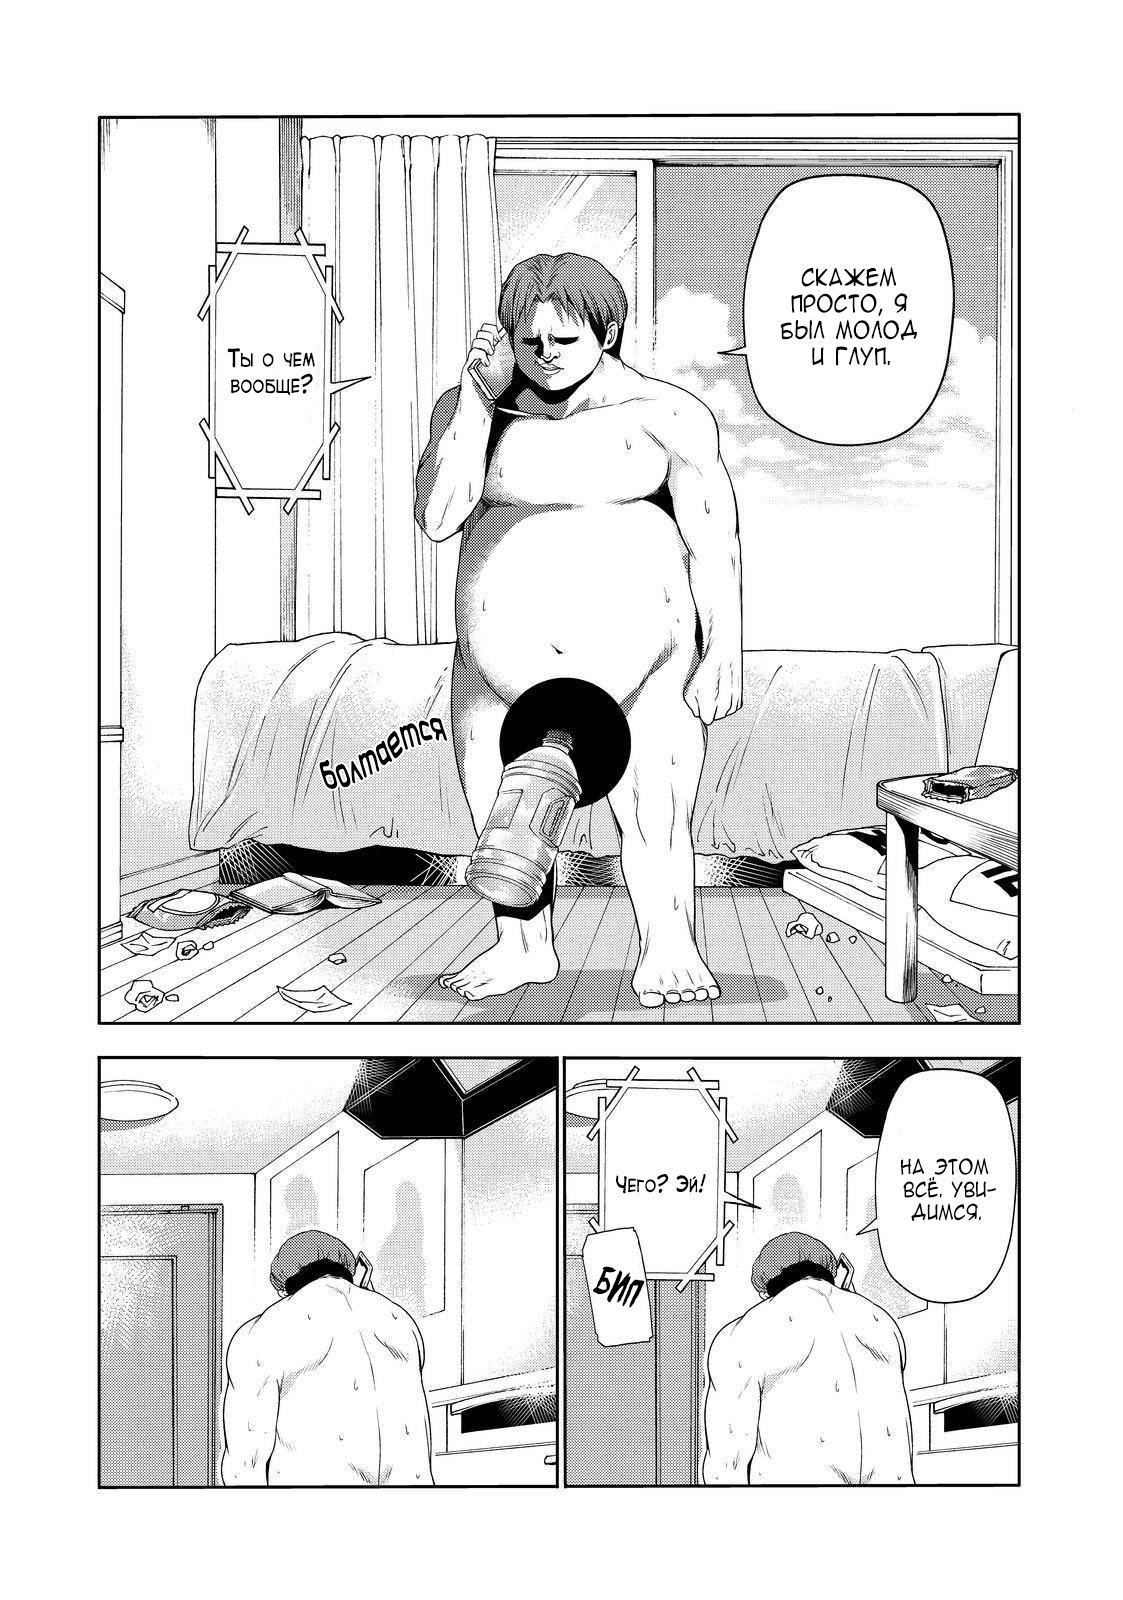 СКАЖЕМ
ПРОСТО, Я
БЫЛ МОЛОД
И ГЛУП.
Ты о чем
вообще?
болтается
НА ЭТОМ
ВСЁ. УВИ-
ДИМСЯ.
Чего? Эй!
БИП